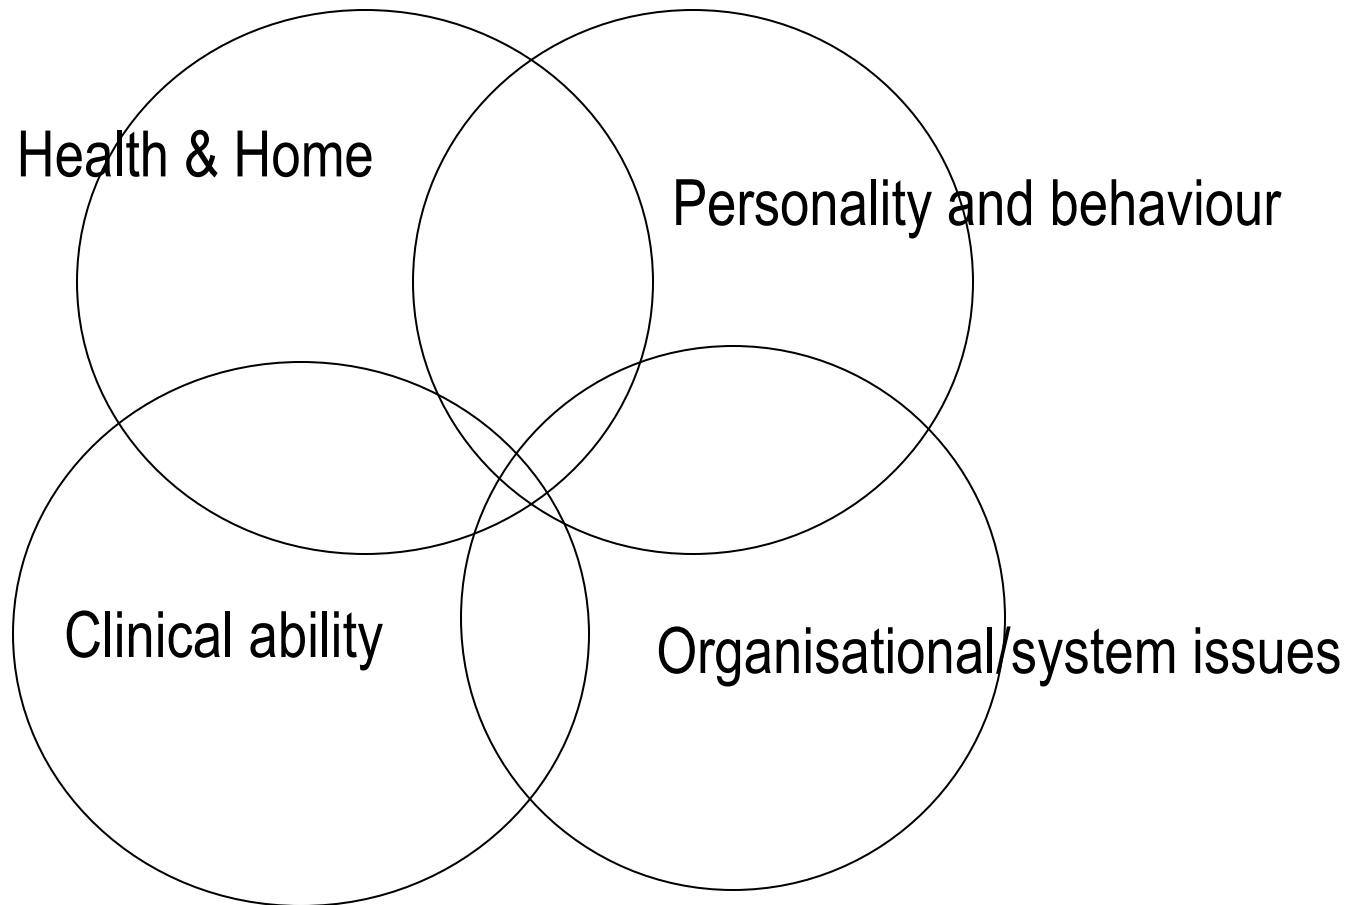 Health & Home
Personality and behaviour
Clinical ability
Organisational/system issues